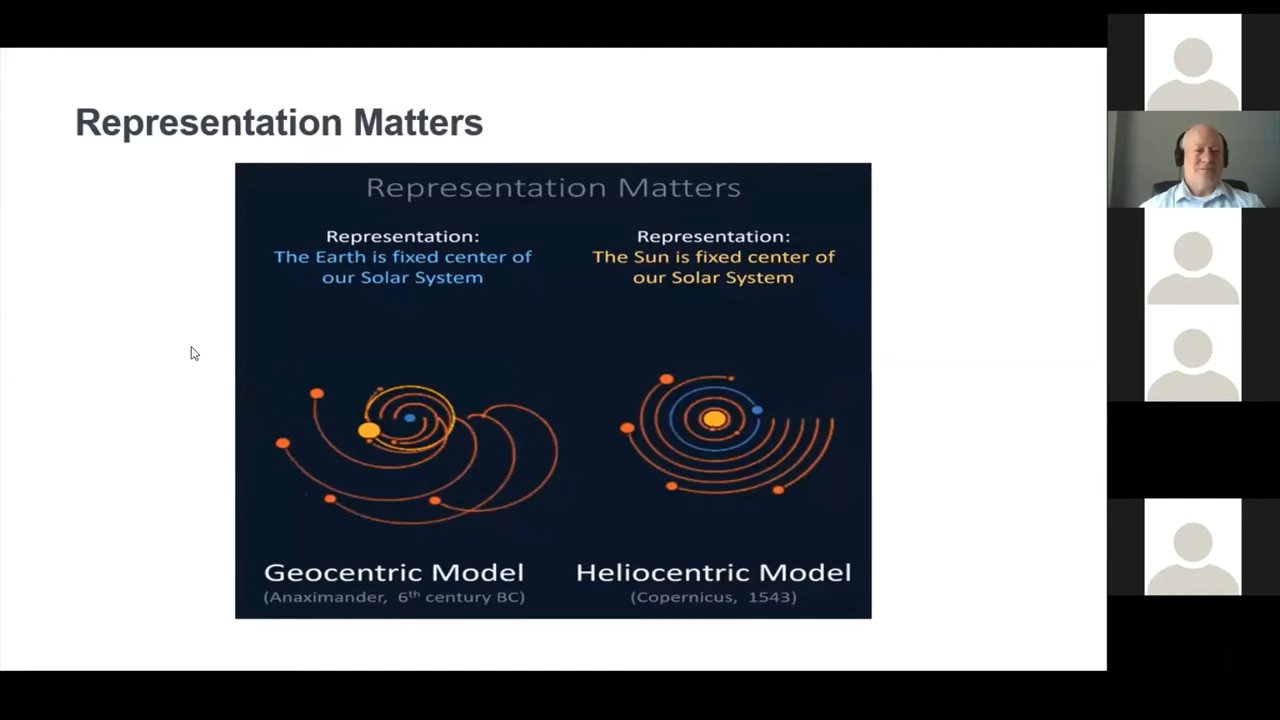 Representation Matters
Representation Matters
Representation:
The Earth is fixed center of
our Solar System
Representation:
The Sun is fixed center of
our Solar System
Geocentric Model
(Anaximander, 6th century BC)
Heliocentric Model
(Copernicus, 1543)